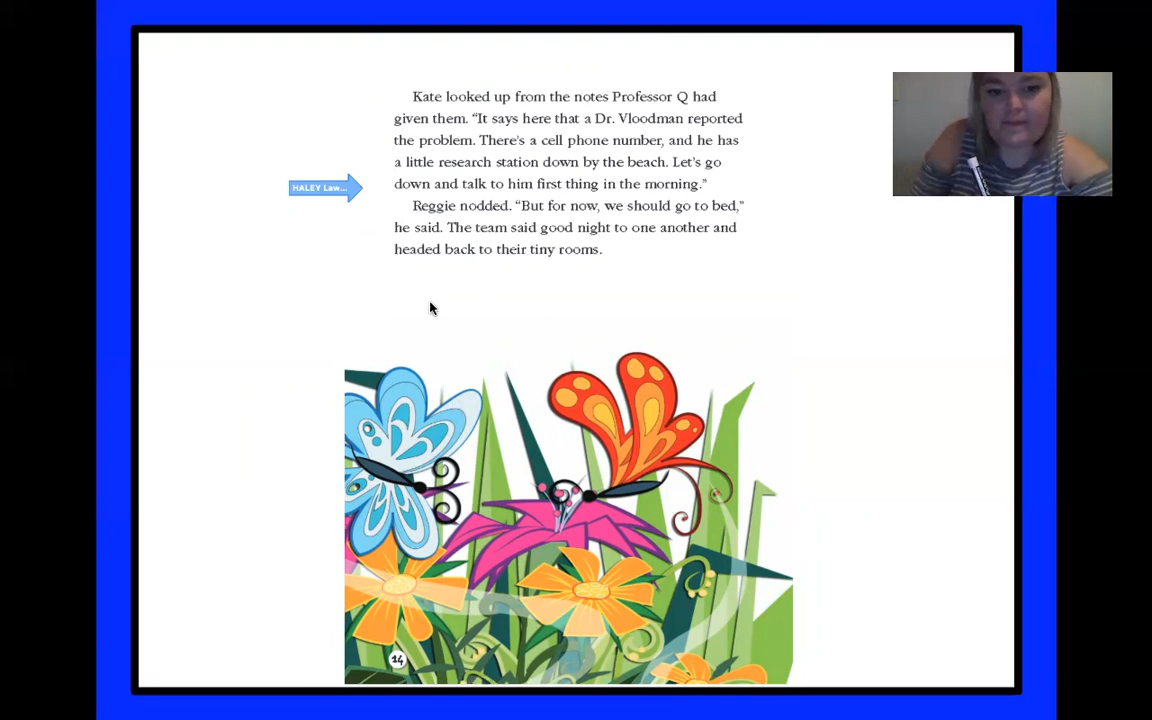 Kate looked up from the notes Professor Q had
given them. “It says here that a Dr. Vloodman reported
the problem. There’s a cell phone number, and he has
a little research station down by the beach. Let’s go
down and talk to him first thing in the morning.”
HALEY Law...
Reggie nodded. “But for now, we should go to bed,”
he said. The team said good night to one another and
headed back to their tiny rooms.
14